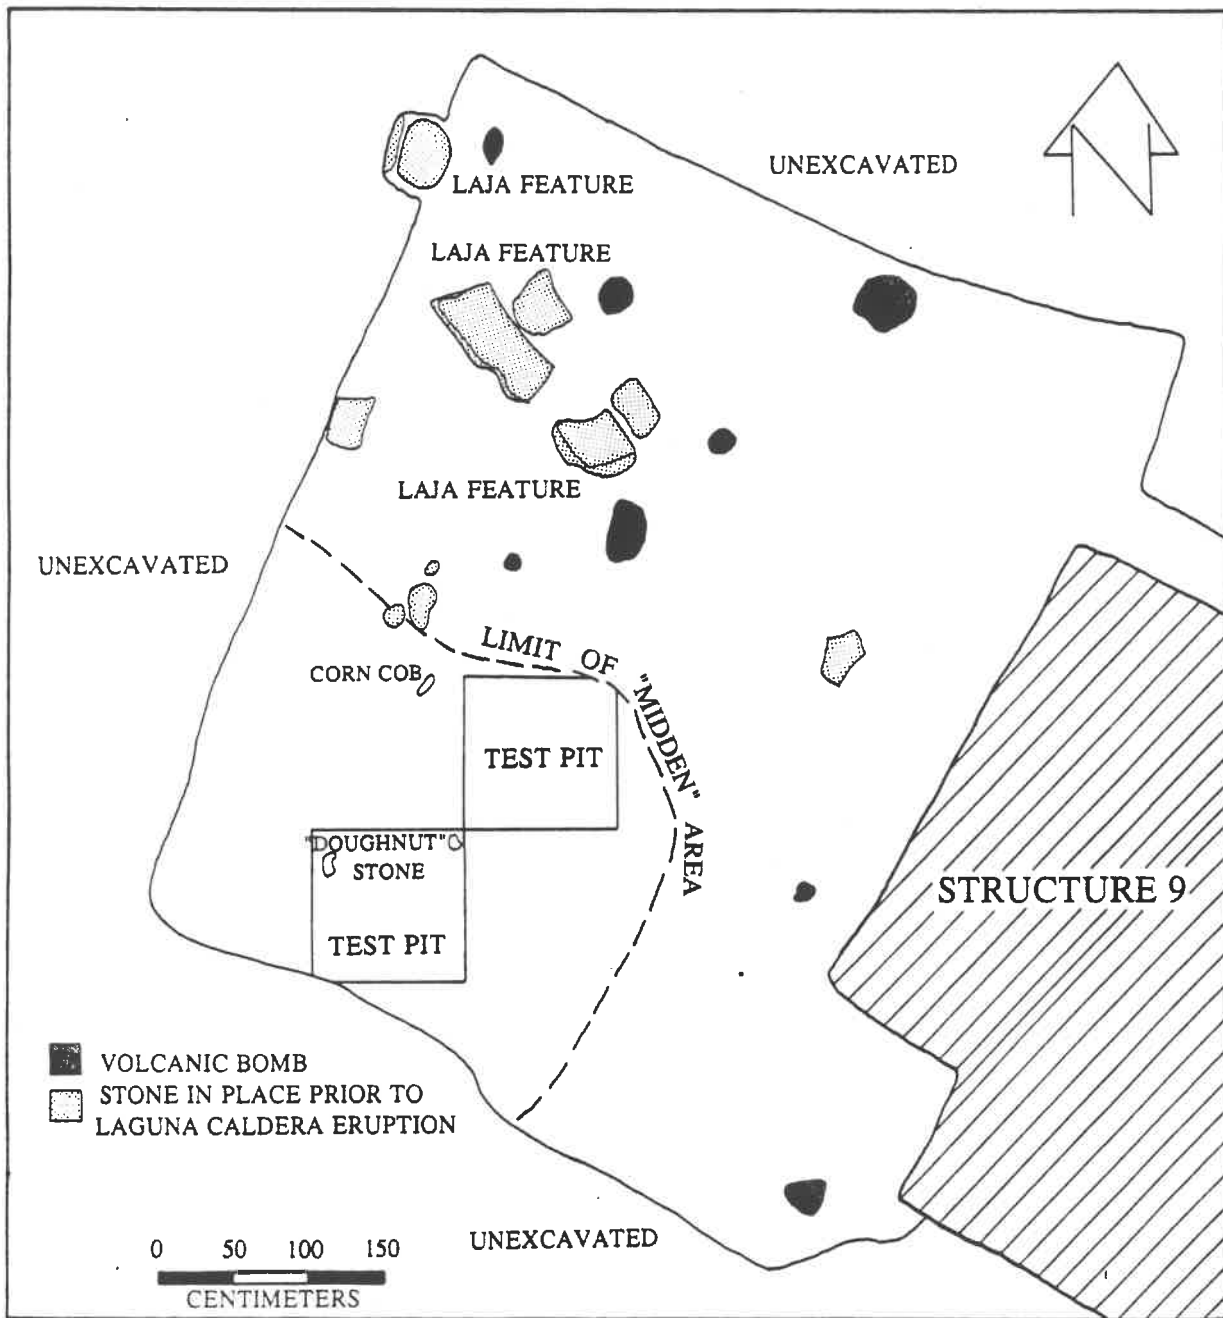 UNEXCAVATED
LAJA FEATURE
LAJA FEATURE
LAJA FEATURE
UNEXCAVATED
LIMIT OF "MIDDEN" AREA
CORN COB
TEST PIT
"DOUGHNUT"
STONE
TEST PIT
STRUCTURE 9
VOLCANIC BOMB
STONE IN PLACE PRIOR TO
LAGUNA CALDERA ERUPTION
UNEXCAVATED
0 50 100 150
CENTIMETERS
N